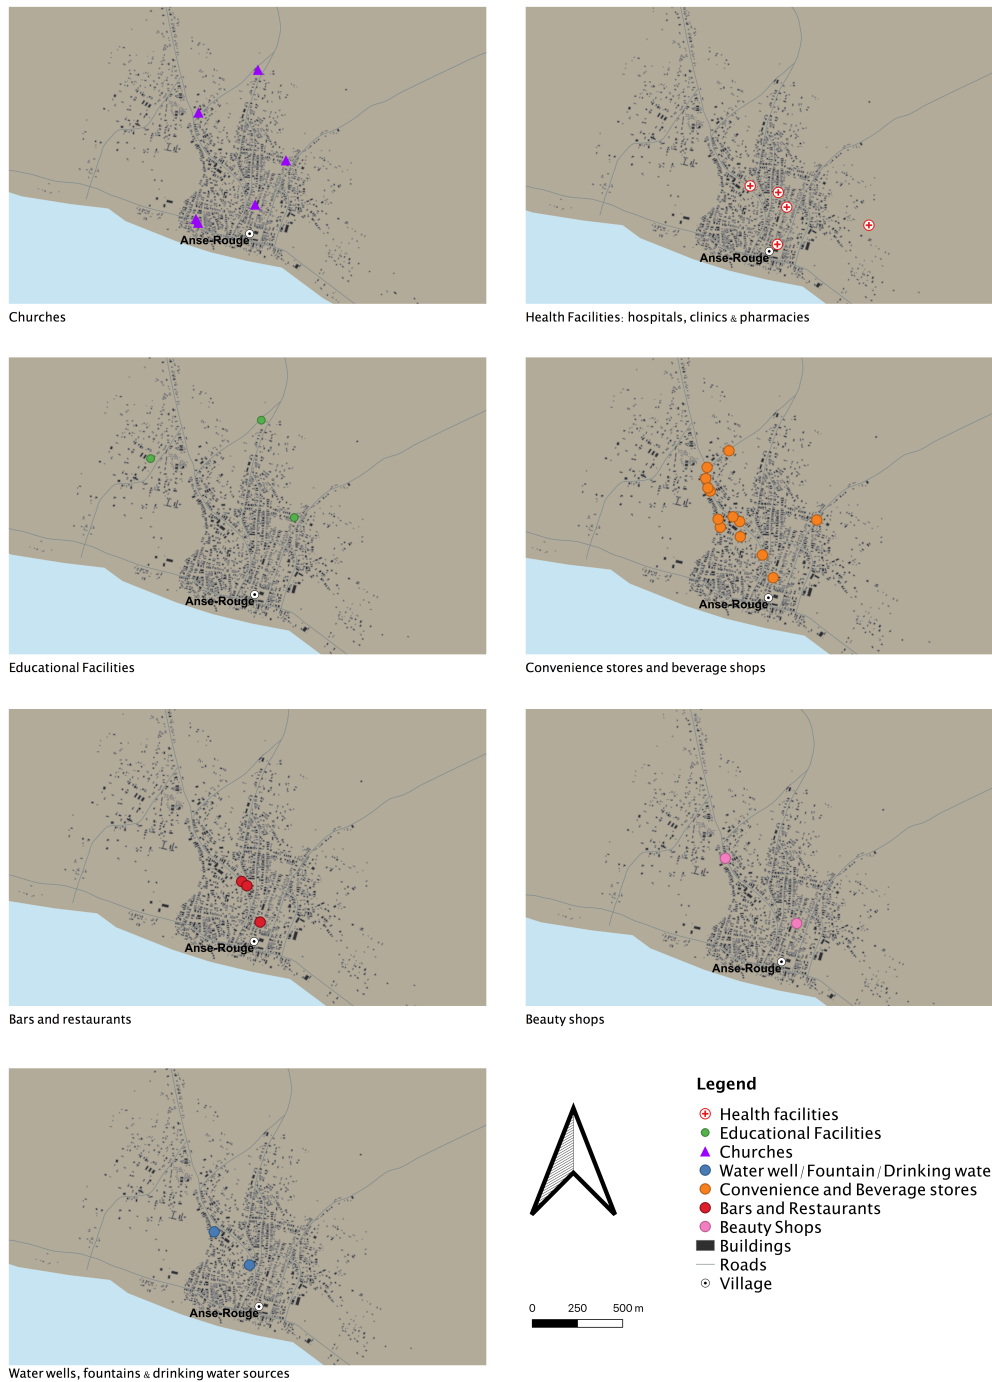 Anse-Rouge
Churches
Anse-Rouge
Health Facilities: hospitals, clinics & pharmacies
Anse-Rouge
Educational Facilities
Anse-Rouge
Convenience stores and beverage shops
Anse-Rouge
Bars and restaurants
Anse-Rouge
Beauty shops
Anse-Rouge
Water wells, fountains & drinking water sources
Legend
Health facilities
Educational Facilities
Churches
Water well/Fountain/Drinking wate
Convenience and Beverage stores
Bars and Restaurants
Beauty Shops
Buildings
Roads
Village
0 250 500 m